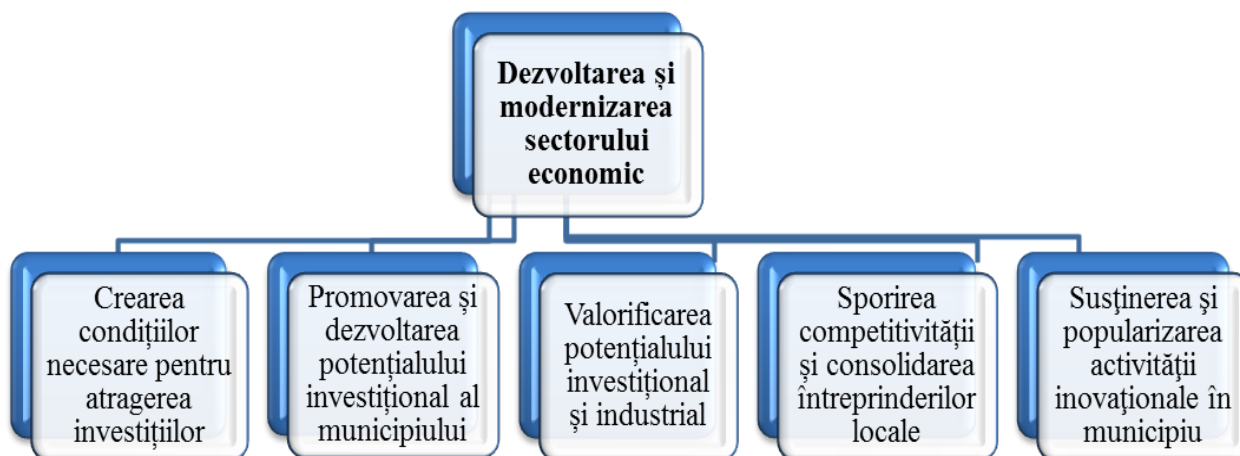 Dezvoltarea și
modernizarea
sectorului
economic
Crearea
condițiilor
necesare pentru
atragerea
investițiilor
Promovarea și
dezvoltarea
potențialului
investițional al
municipiului
Valorificarea
potențialului
investițional
și industrial
Sporirea
competitivității
și consolidarea
întreprinderilor
locale
Susţinerea şi
popularizarea
activităţii
inovaţionale în
municipiu